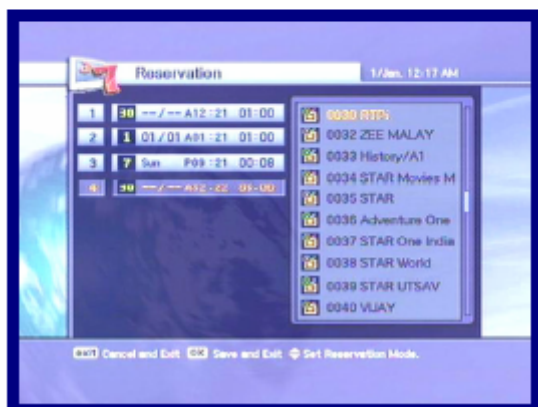 Reservation
1/Jan. 12:17 AM
1 30 --/-- A12:21 01:00
2 1 01/01 A01:21 01:00
3 7 Sun P09:21 00:08
4 30 --/-- A12:22 01:00
0030 RTPi
0032 ZEE MALAY
0033 History/A1
0034 STAR Movies M
0035 STAR
0036 Adventure One
0037 STAR One India
0038 STAR World
0039 STAR UTSAV
0040 VIJAY
EXIT Cancel and Exit OK Save and Exit Set Reservation Mode.